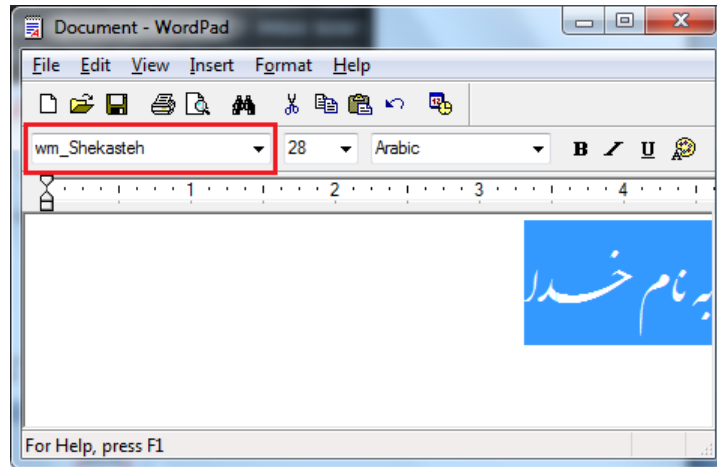 Document - WordPad
File Edit View Insert Format Help
wm_Shekasteh 28 Arabic B I U
1 2 3 4
به نام خدا
For Help, press F1